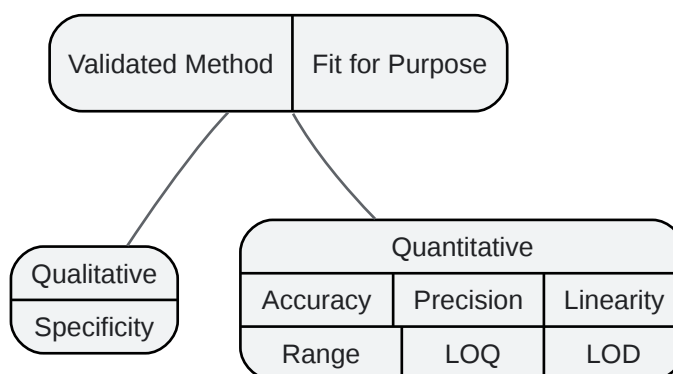 Validated Method Fit for Purpose
Qualitative
Specificity
Quantitative
Accuracy Precision Linearity
Range LOQ LOD